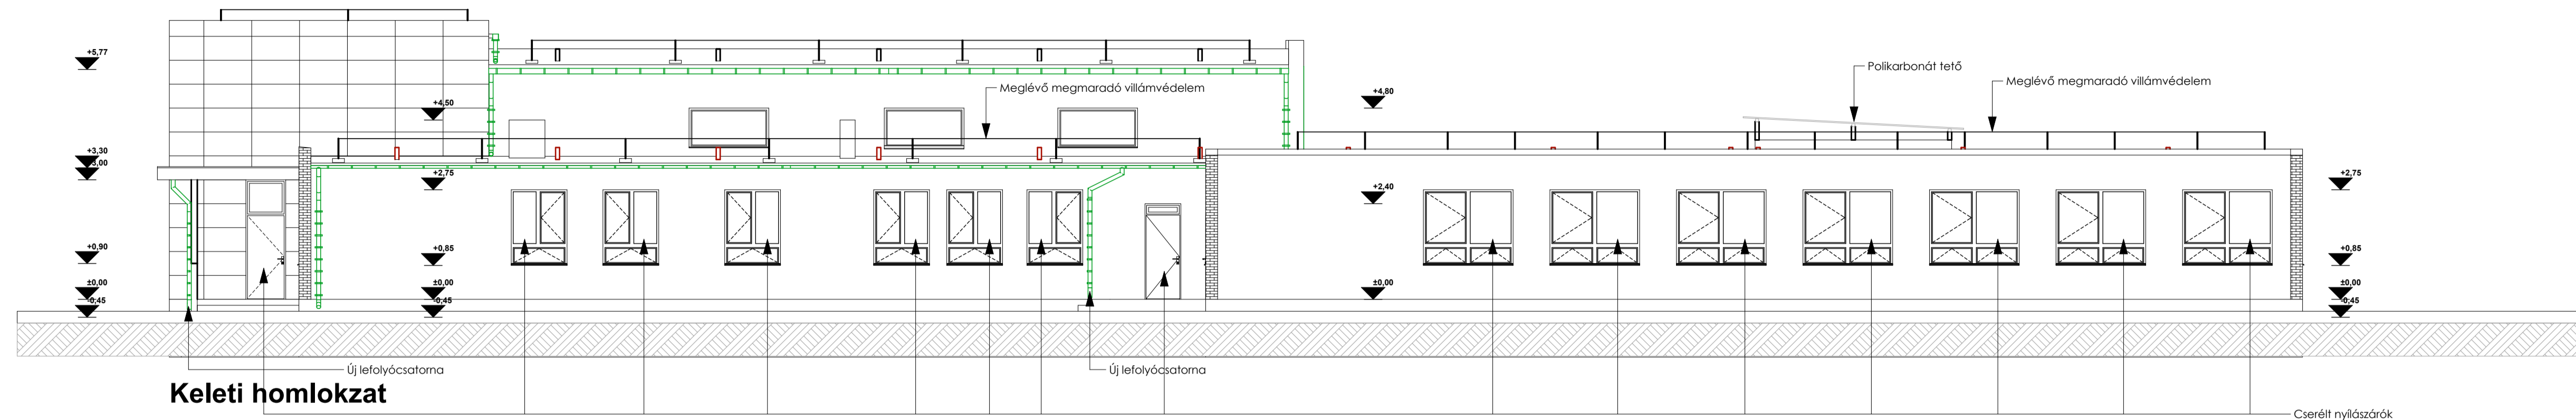 +5,77
+4,50
Meglévő megmaradó villámvédelem
Polikarbonát tető
Meglévő megmaradó villámvédelem
+4,80
+3,30
+3,00
+2,75
+2,40
+2,75
+0,90
+0,85
+0,85
±0,00
-0,45
±0,00
-0,45
±0,00
±0,00
-0,45
Új lefolyócsatorna
Új lefolyócsatorna
Keleti homlokzat
Cserélt nyílászárók